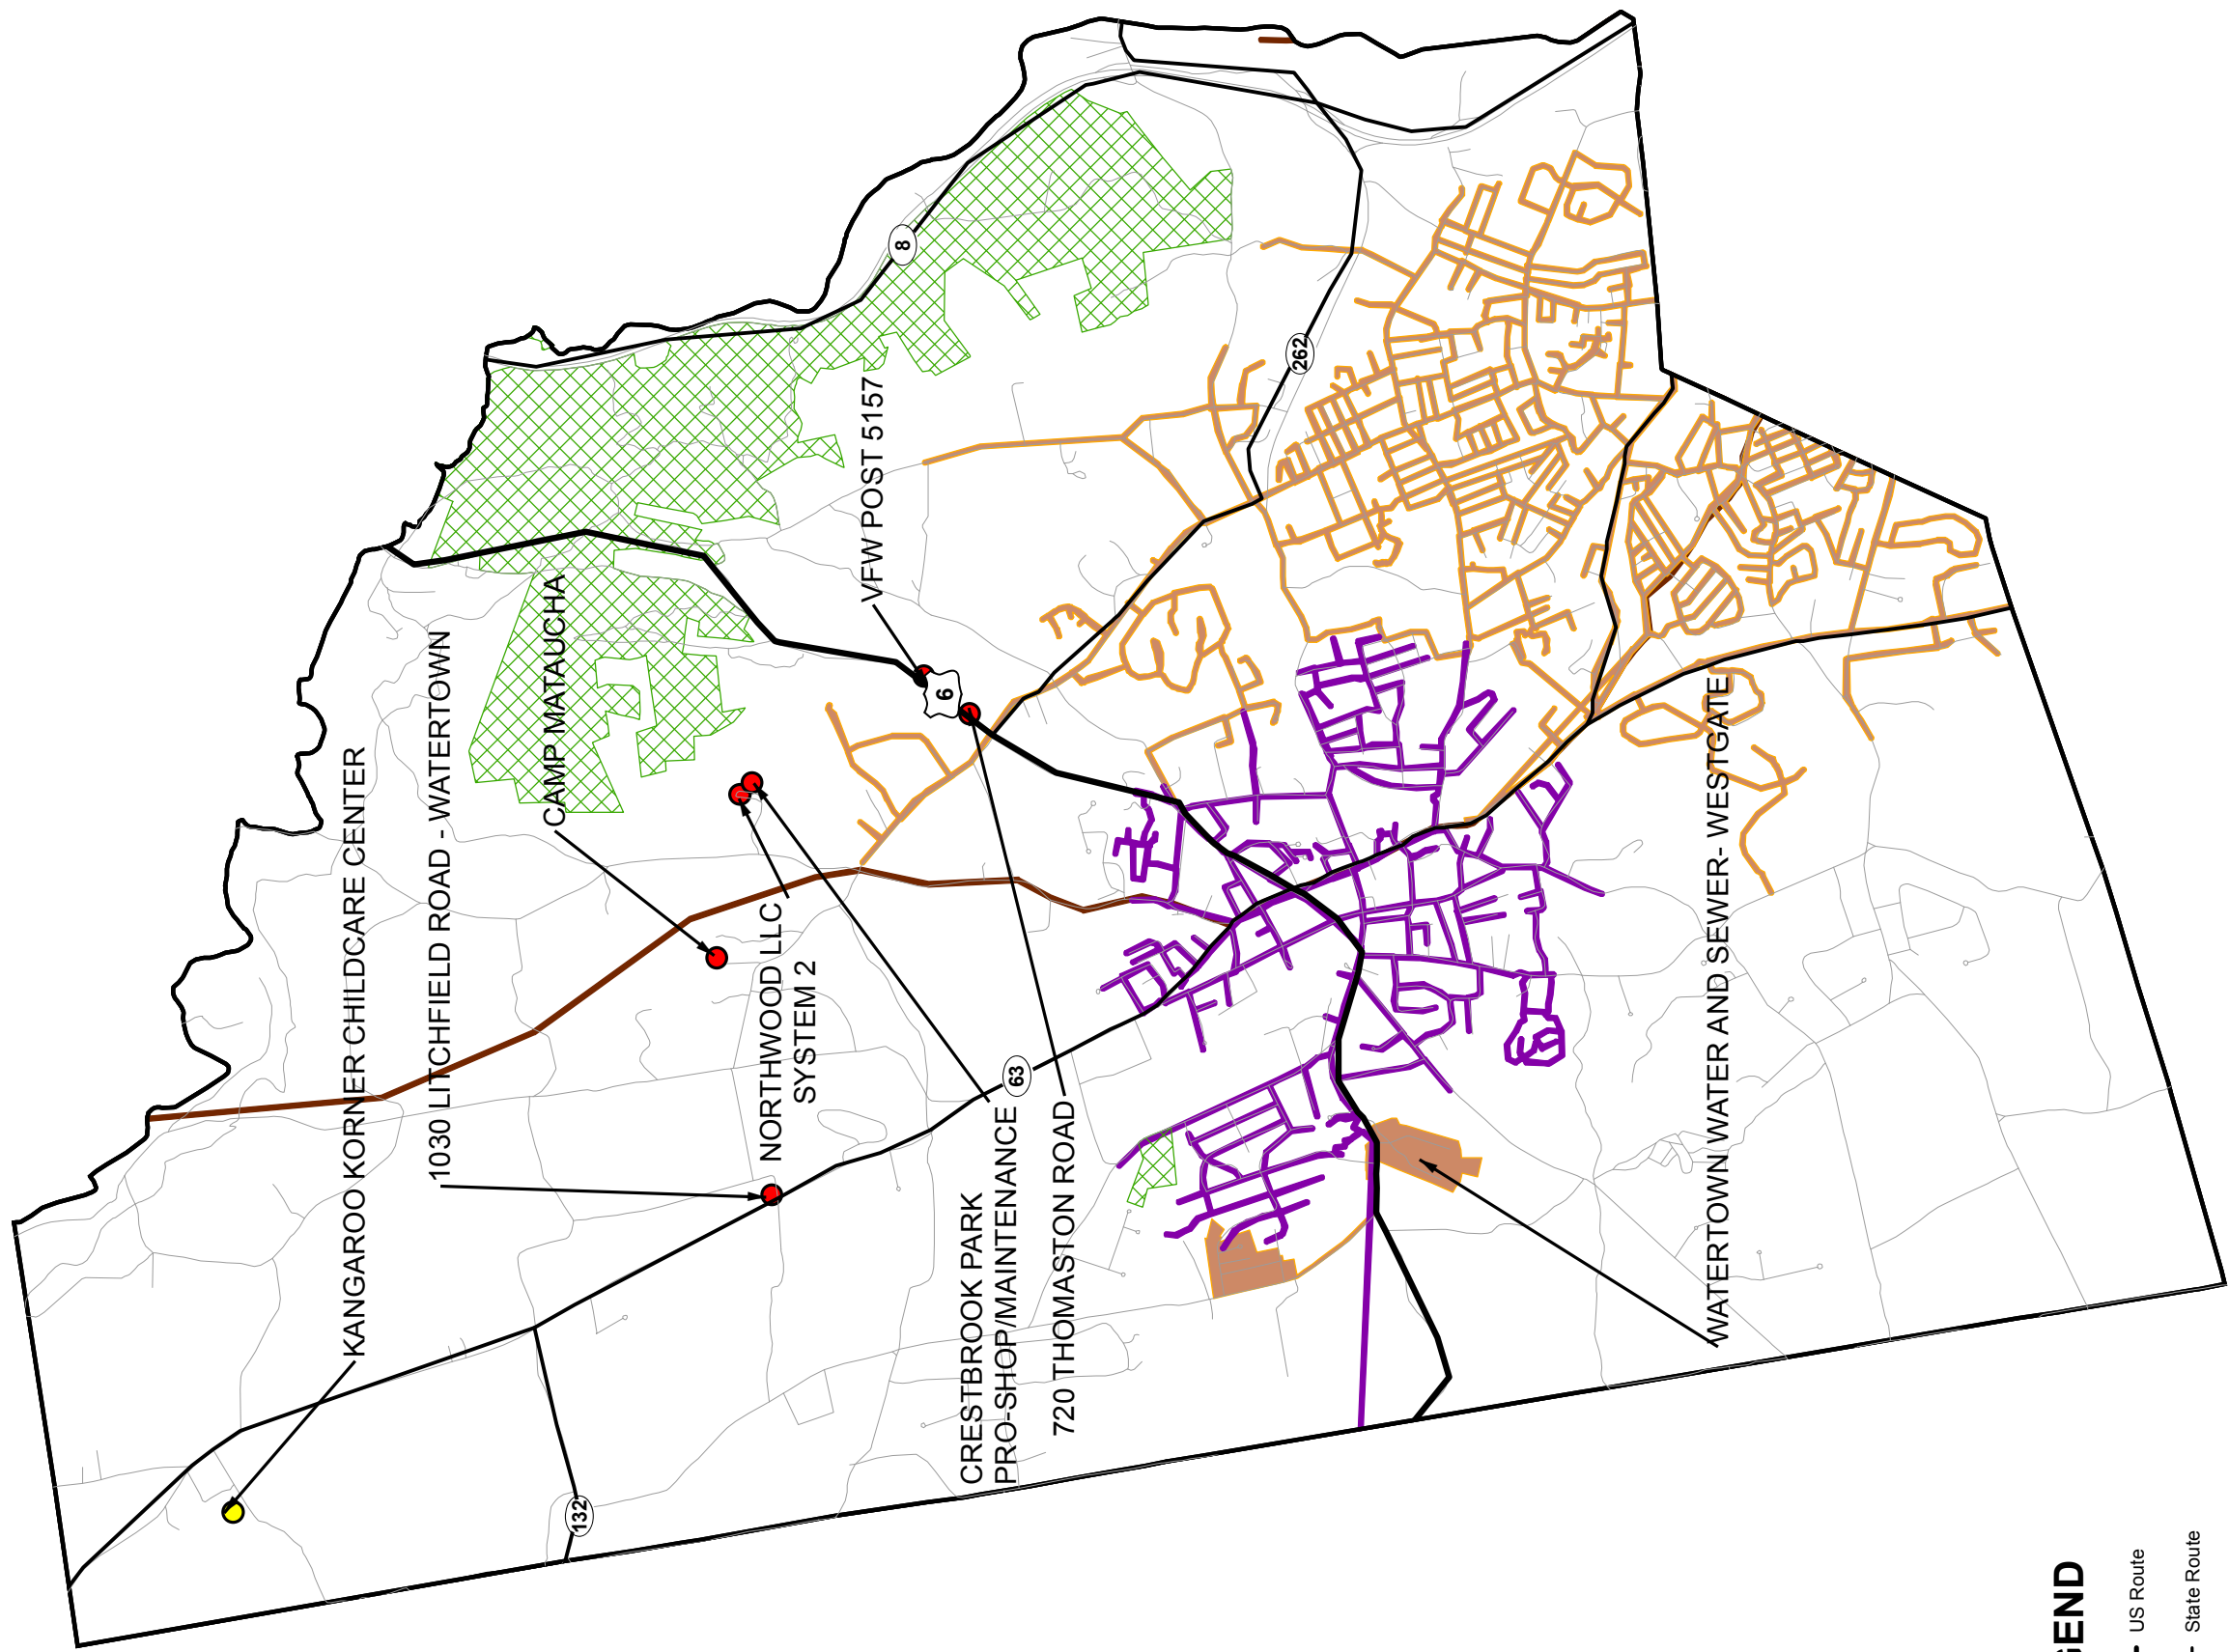 KANGAROO KORNER CHILDCARE CENTER
1030 LITCHFIELD ROAD - WATERTOWN
CAMP MATAUCHA
NORTHWOOD LLC
SYSTEM 2
VFW POST 5157
CRESTBROOK PARK
PRO-SHOP/MAINTENANCE
720 THOMASTON ROAD
WATERTOWN WATER AND SEWER- WESTGATE
8
6
262
63
132
GEND
US Route
State Route